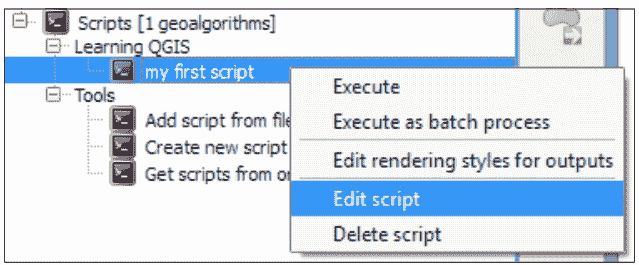 Scripts [1 geoalgorithms]
Learning QGIS
my first script
Tools
Add script from file
Create new script
Get scripts from
Execute
Execute as batch process
Edit rendering styles for outputs
Edit script
Delete script